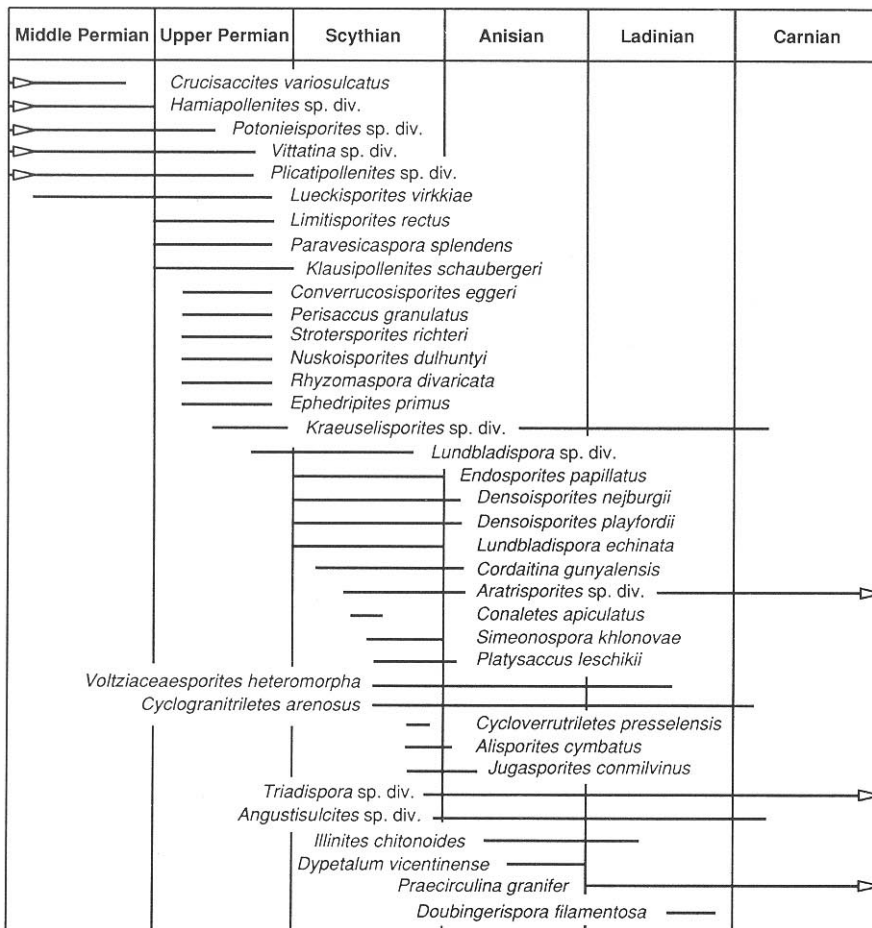 Middle Permian Upper Permian Scythian Anisian Ladinian Carnian
Crucisaccites variosulcatus
Hamiapollenites sp. div.
Potonieisporites sp. div.
Vittatina sp. div.
Plicatipollenites sp. div.
Lueckisporites virkkiae
Limitisporites rectus
Paravesicaspora splendens
Klausipollenites schaubergeri
Converrucosisporites eggeri
Perisaccus granulatus
Strotersporites richteri
Nuskoisporites dulhuntyi
Rhyzomaspora divaricata
Ephedripites primus
Kraeuselisporites sp. div.
Lundbladispora sp. div.
Endosporites papillatus
Densoisporites nejburgii
Densoisporites playfordii
Lundbladispora echinata
Cordaitina gunyalensis
Aratrisporites sp. div.
Conaletes apiculatus
Simeonospora khlonovae
Platysaccus leschikii
Voltziaceaesporites heteromorpha
Cyclogranitriletes arenosus
Cycloverrutriletes presselensis
Alisporites cymbatus
Jugasporites conmilvinus
Triadispora sp. div.
Angustisulcites sp. div.
Illinites chitonoides
Dypetalum vicentinense
Praecirculina granifer
Doubingerispora filamentosa